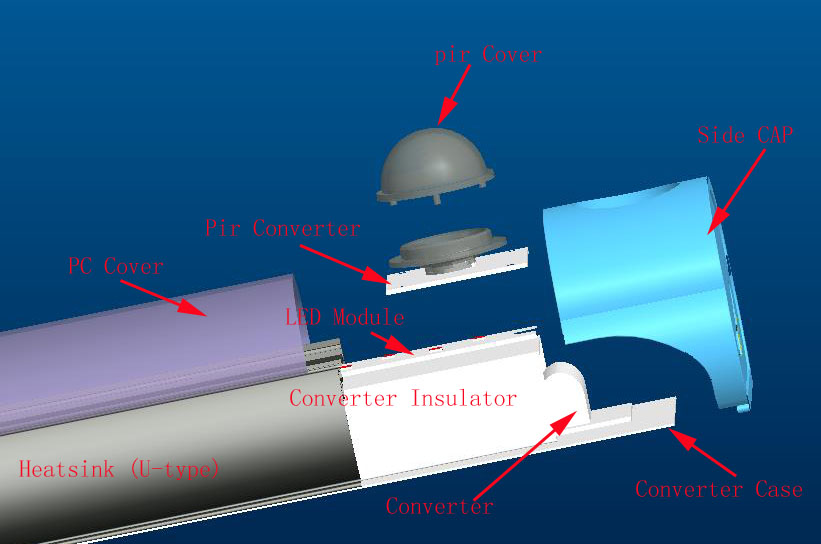 pir Cover
Side CAP
Pir Converter
PC Cover
LED Module
Converter Insulator
Heatsink (U-type)
Converter Case
Converter